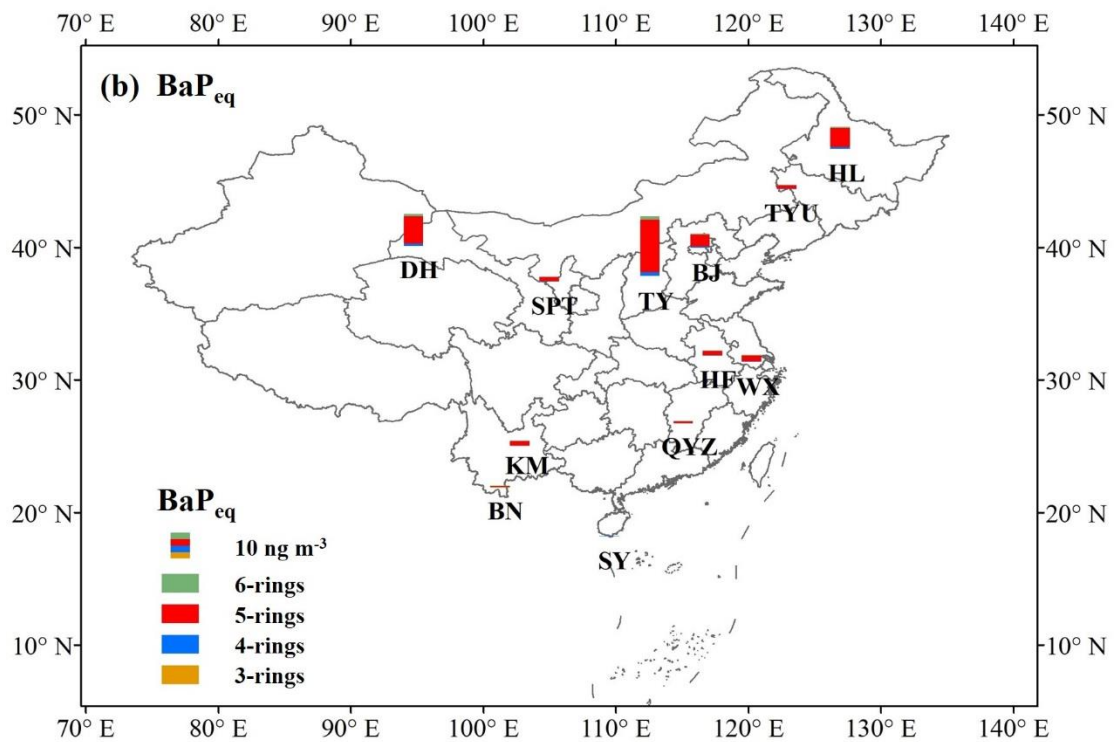 70° E 80° E 90° E 100° E 110° E 120° E 130° E 140° E
(b) BaPeq
50° N 50° N
HL
TYU
40° N 40° N
DH
BJ
SPT
TY
30° N 30° N
HF
WX
QYZ
KM
BN
20° N 20° N
SY
BaPeq
10 ng m-3
6-rings
5-rings
10° N 10° N
4-rings
3-rings
70° E 80° E 90° E 100° E 110° E 120° E 130° E 140° E